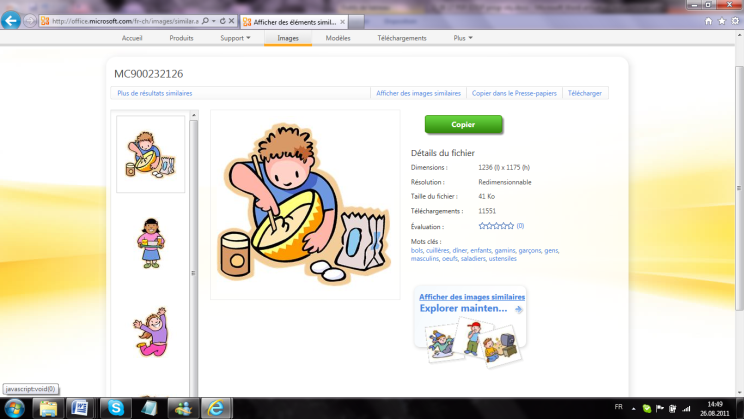 http://office.microsoft.com/fr-ch/images/similar.a
Afficher des éléments simil...
Accueil Produits Support Images Modèles Téléchargements Plus
MC900232126
Plus de résultats similaires Afficher des images similaires Copier dans le Presse-papiers Télécharger
Copier
Détails du fichier
Dimensions : 1236 (l) x 1175 (h)
Résolution : Redimensionnable
Taille du fichier : 41 Ko
Téléchargements : 11551
Évaluation : (0)
Mots clés :
bols, cuillères, dîner, enfants, gamins, garçons, gens,
masculins, oeufs, saladiers, ustensiles
Afficher des images similaires
Explorer mainten...
javascript:void(0)
FR 14:49
26.08.2011